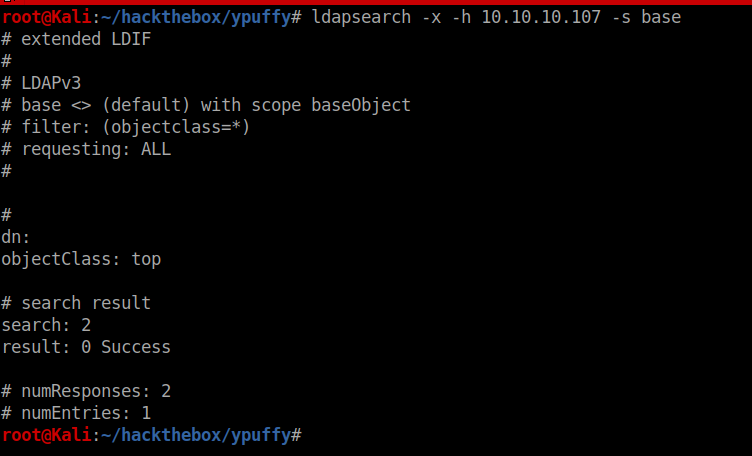 root@Kali:~/hackthebox/ypuffy# ldapsearch -x -h 10.10.10.107 -s base
# extended LDIF
#
# LDAPv3
# base <> (default) with scope baseObject
# filter: (objectclass=*)
# requesting: ALL
#
#
dn:
objectClass: top
# search result
search: 2
result: 0 Success
# numResponses: 2
# numEntries: 1
root@Kali:~/hackthebox/ypuffy#